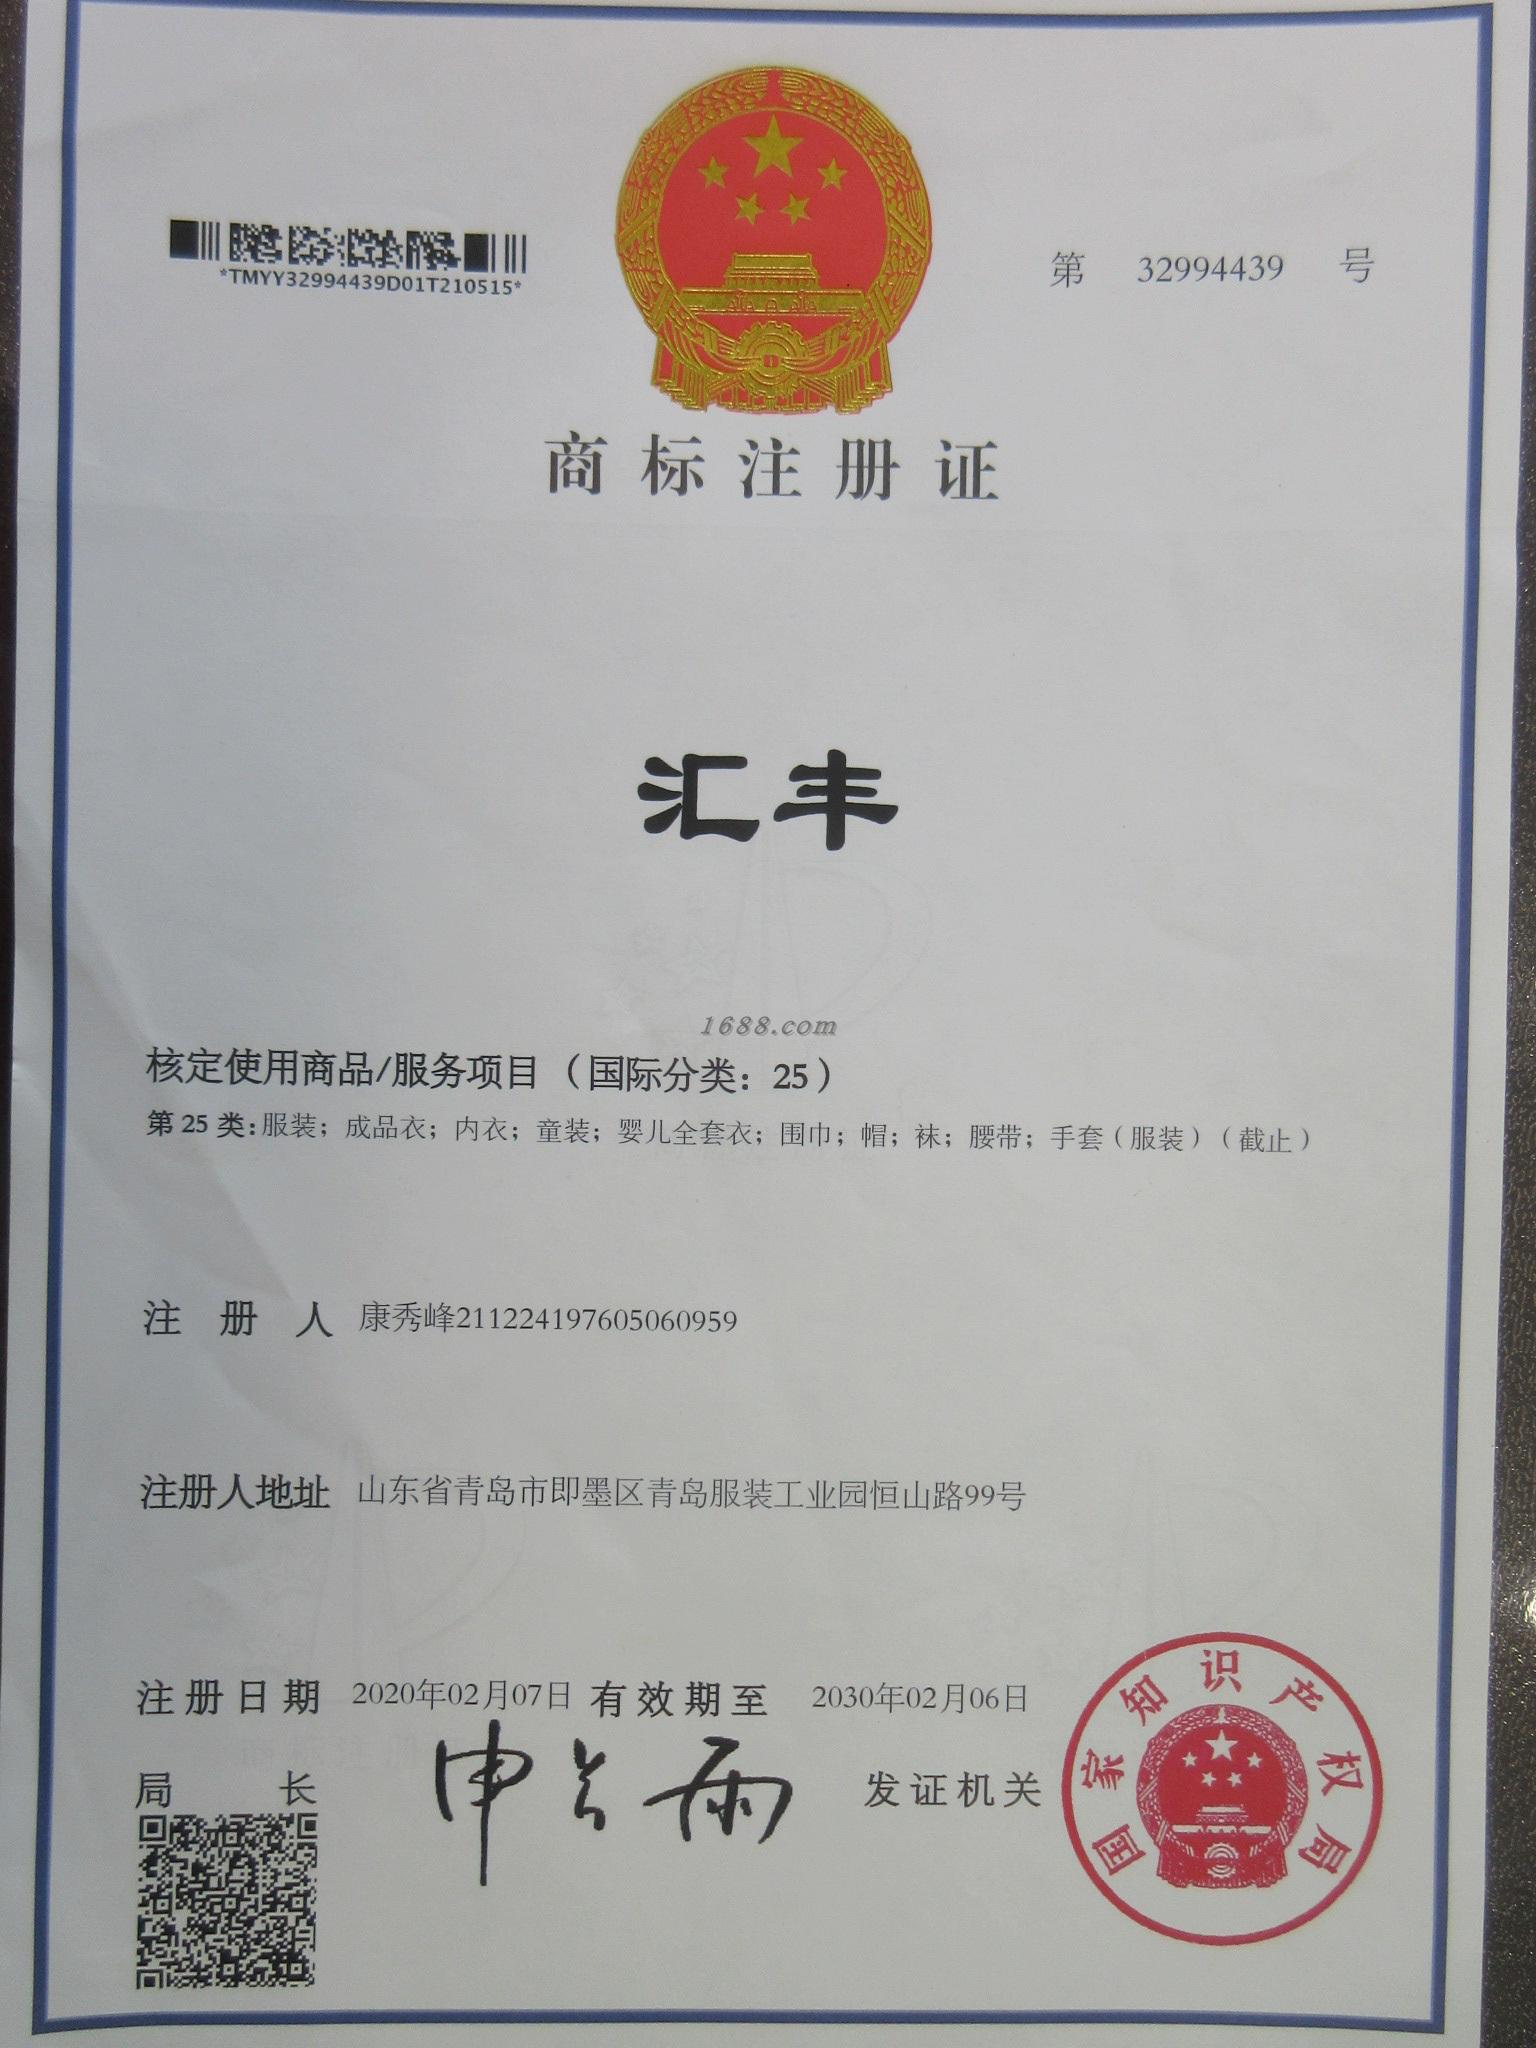 *TMYY32994439D01T210515*
第 32994439 号
商标注册证
汇丰
1688.com
核定使用商品/服务项目（国际分类：25）
第25类：服装；成品衣；内衣；童装；婴儿全套衣；围巾；帽；袜；腰带；手套（服装）（截止）
注册人 康秀峰211224197605060959
注册人地址 山东省青岛市即墨区青岛服装工业园恒山路99号
注册日期 2020年02月07日 有效期至 2030年02月06日
局长 申长雨 发证机关
国家知识产权局